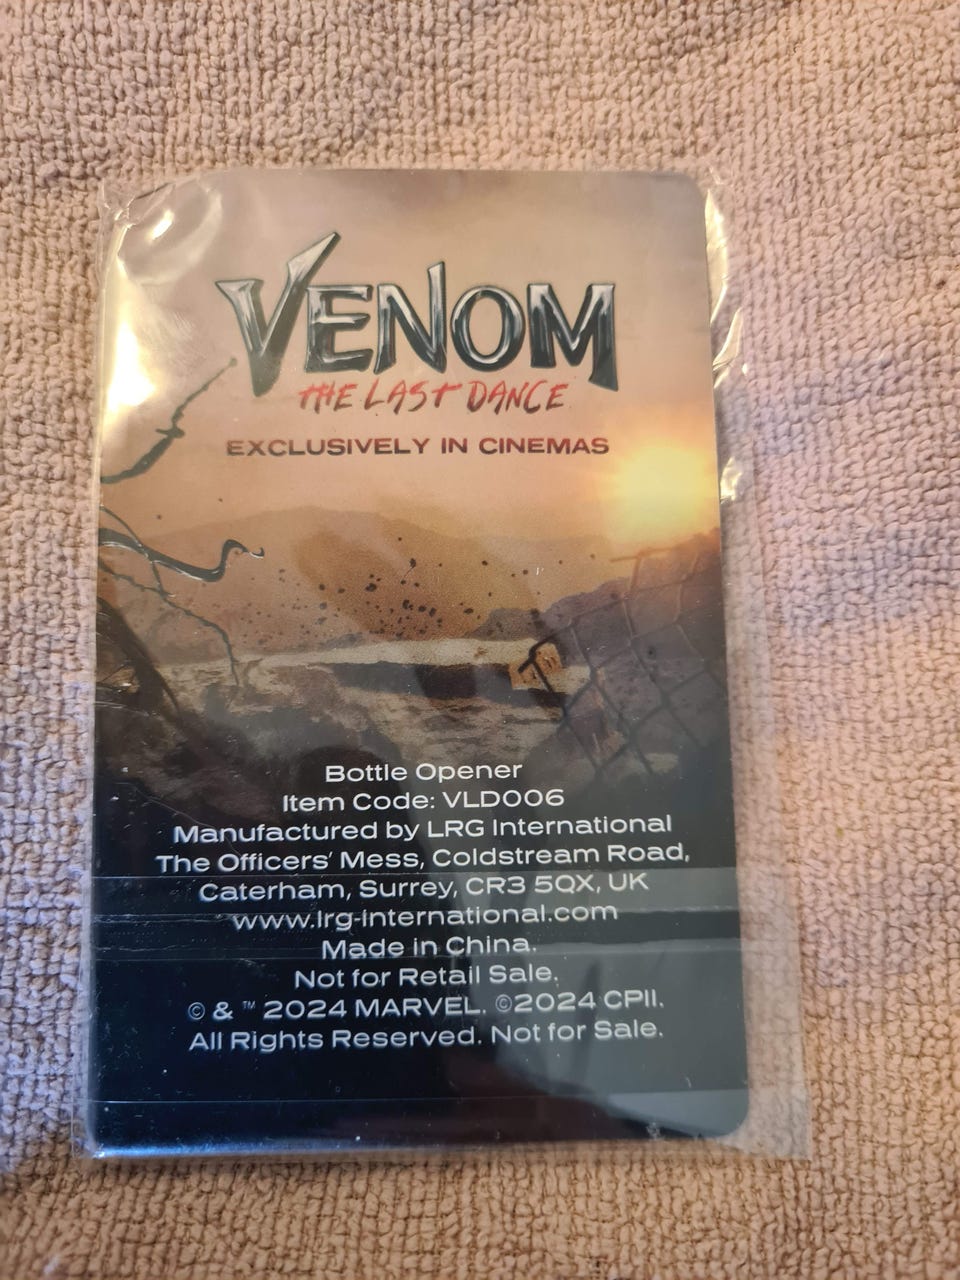 VENOM
THE LAST DANCE
EXCLUSIVELY IN CINEMAS
Bottle Opener
Item Code: VLD006
Manufactured by LRG International
The Officers' Mess, Coldstream Road,
Caterham, Surrey, CR3 5QX, UK
www.lrg-international.com
Made in China.
Not for Retail Sale.
© & ™ 2024 MARVEL. ©2024 CPII.
All Rights Reserved. Not for Sale.